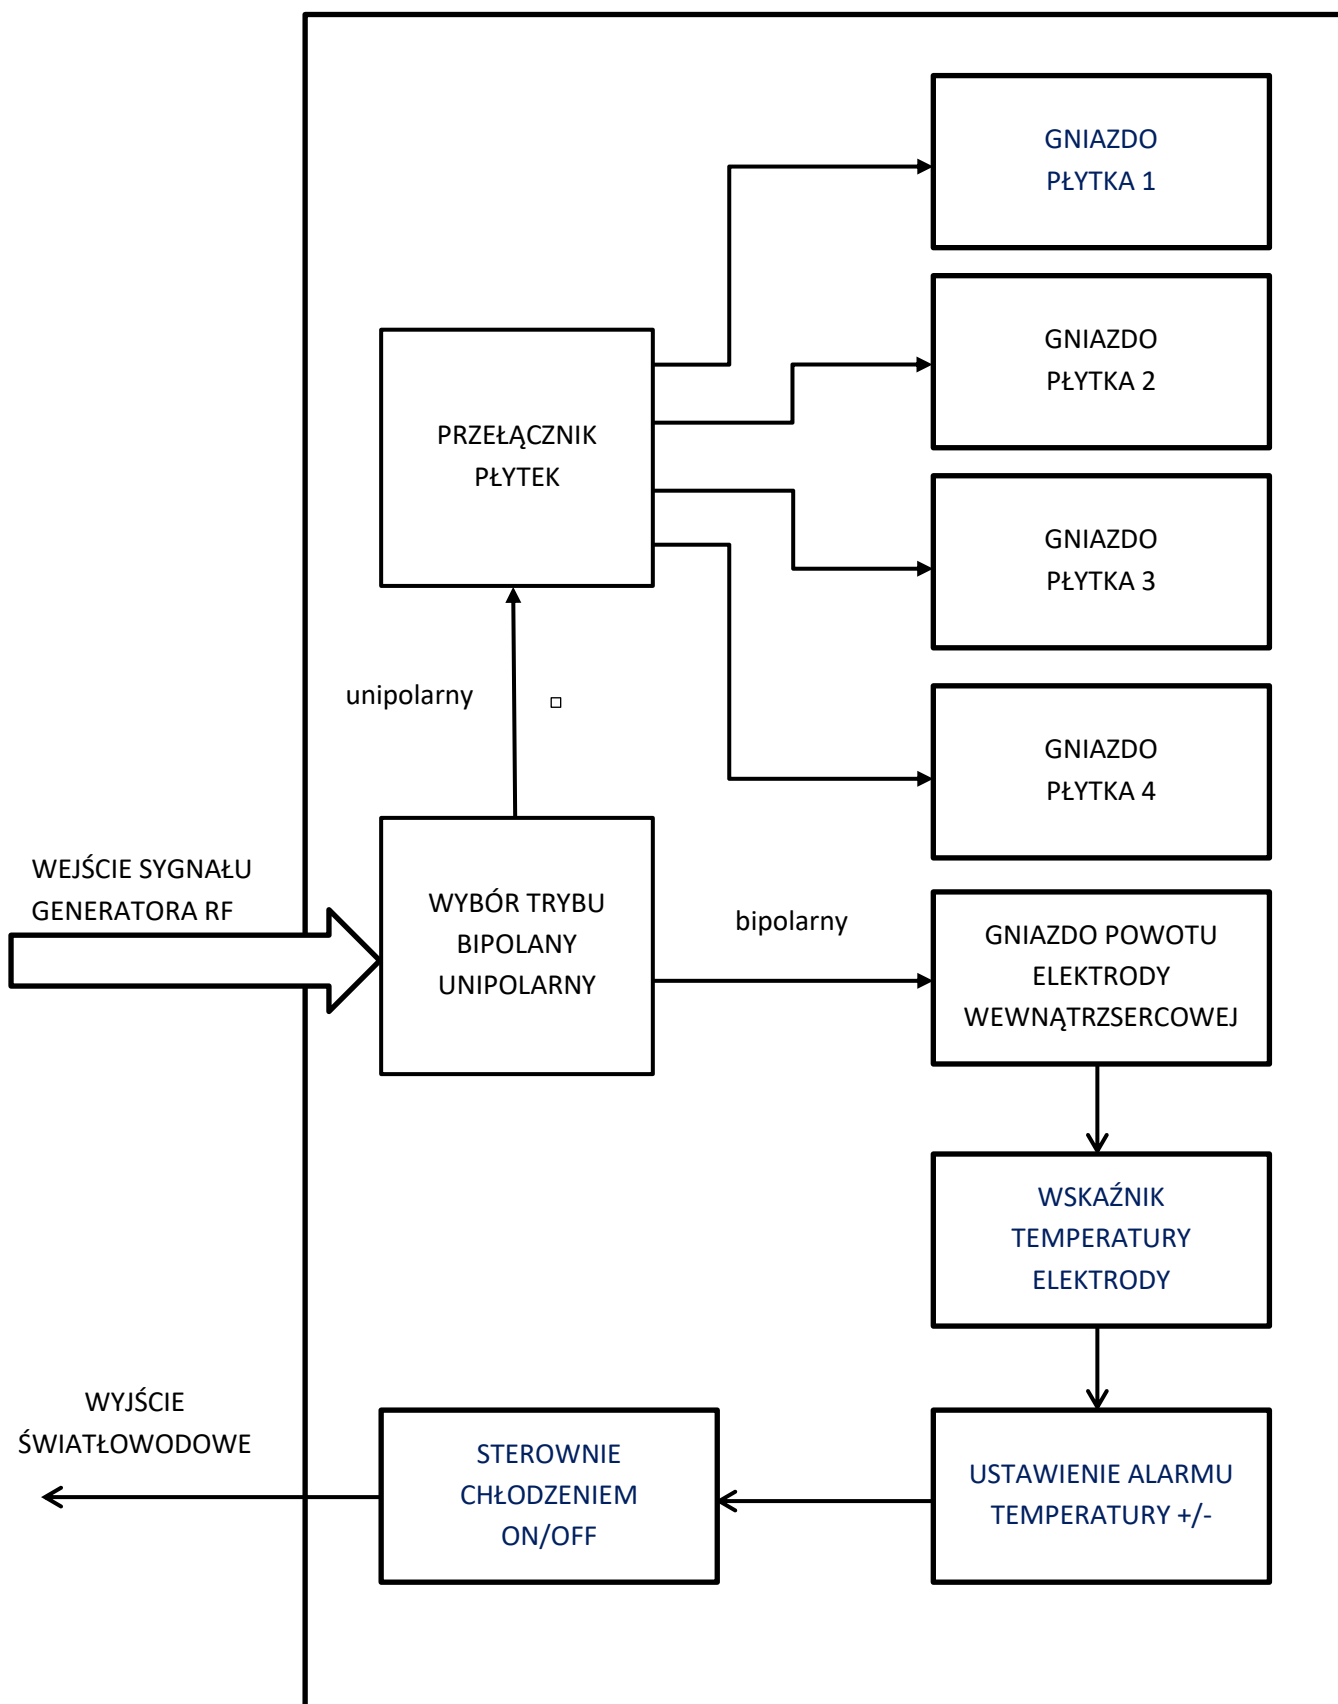 GNIAZDO
PŁYTKA 1
GNIAZDO
PŁYTKA 2
PRZEŁĄCZNIK
PŁYTEK
GNIAZDO
PŁYTKA 3
unipolarny
GNIAZDO
PŁYTKA 4
WEJŚCIE SYGNAŁU
GENERATORA RF
WYBÓR TRYBU
BIPOLANY
UNIPOLARNY
bipolarny
GNIAZDO POWOTU
ELEKTRODY
WEWNĄTRZSERCOWEJ
WSKAŹNIK
TEMPERATURY
ELEKTRODY
WYJŚCIE
ŚWIATŁOWODOWE
STEROWNIE
CHŁODZENIEM
ON/OFF
USTAWIENIE ALARMU
TEMPERATURY +/-